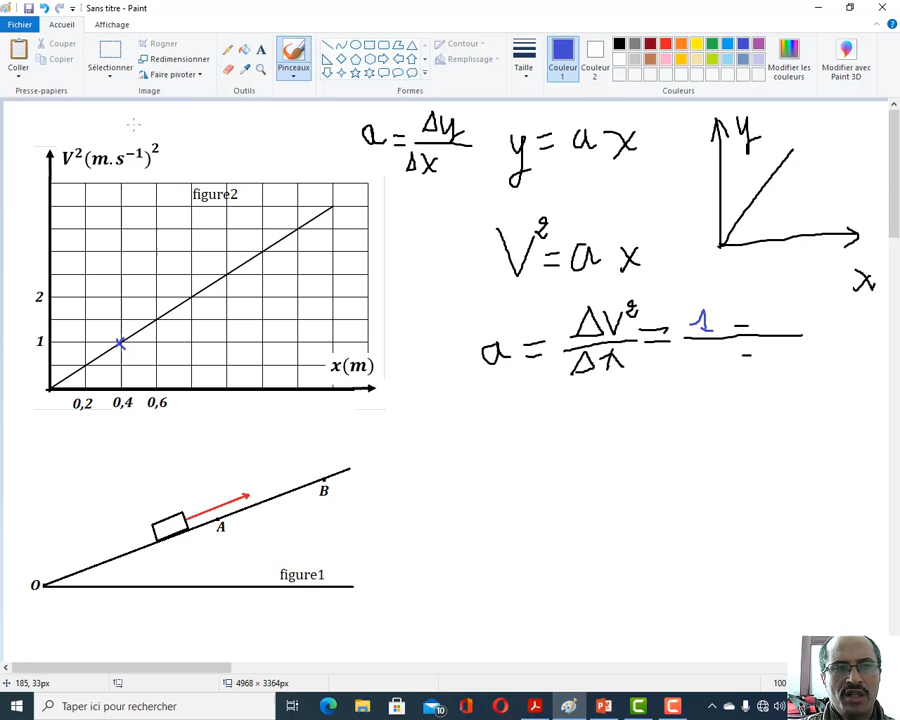 Sans titre - Paint
Fichier Accueil Affichage
Coller
Couper
Copier
Presse-papiers
Sélectionner
Rogner
Redimensionner
Faire pivoter
Image
Outils
Pinceaux
Contour
Remplissage
Formes
Taille
Couleur 1
Couleur 2
Modifier les couleurs
Couleurs
Modifier avec Paint 3D
V²(m.s⁻¹)²
figure2
2
1
x(m)
0,2 0,4 0,6
a = Δy/Δx
y = a x
y
x
V² = a x
a = ΔV²/Δx = 1 - / -
B
A
O
figure1
185, 33px
4968 × 3364px
100
Taper ici pour rechercher
10